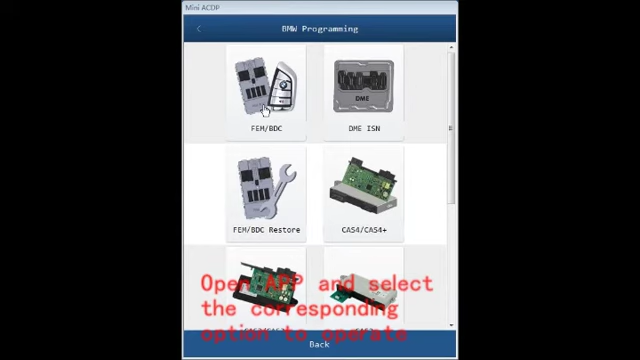 Mini ACDP
BMW Programming
FEM/BDC
DME
DME ISN
FEM/BDC Restore
CAS4/CAS4+
Open APP and select
the corresponding
option to operate
Back